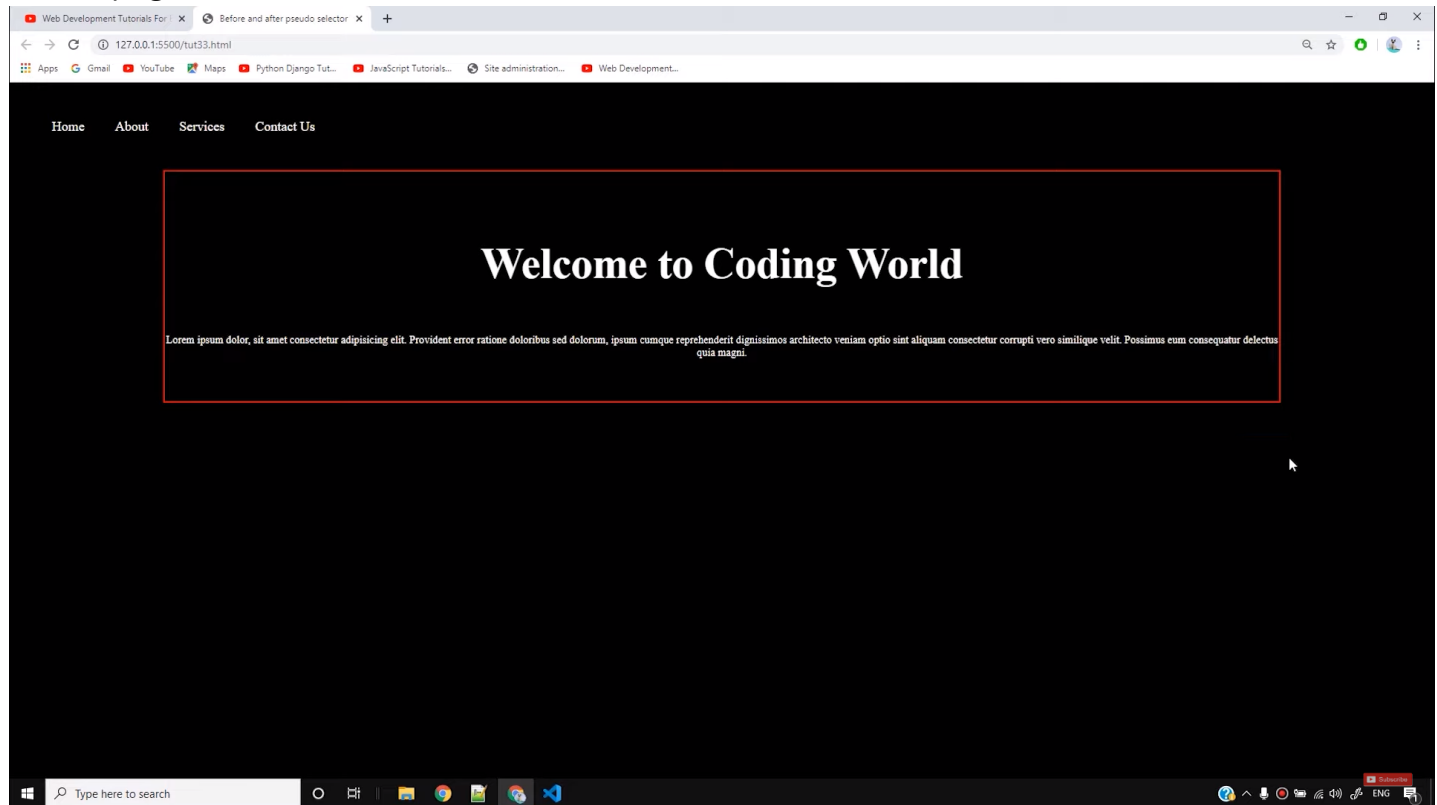 Web Development Tutorials For
Before and after pseudo selector
127.0.0.1:5500/tut33.html
Apps Gmail YouTube Maps Python Django Tut... JavaScript Tutorials... Site administration... Web Development...
Home About Services Contact Us
Welcome to Coding World
Lorem ipsum dolor, sit amet consectetur adipisicing elit. Provident error ratione doloribus sed dolorum, ipsum cumque reprehenderit dignissimos architecto veniam optio sint aliquam consectetur corrupti vero similique velit. Possimus eum consequatur delectus
quia magni.
Subscribe
Type here to search
ENG